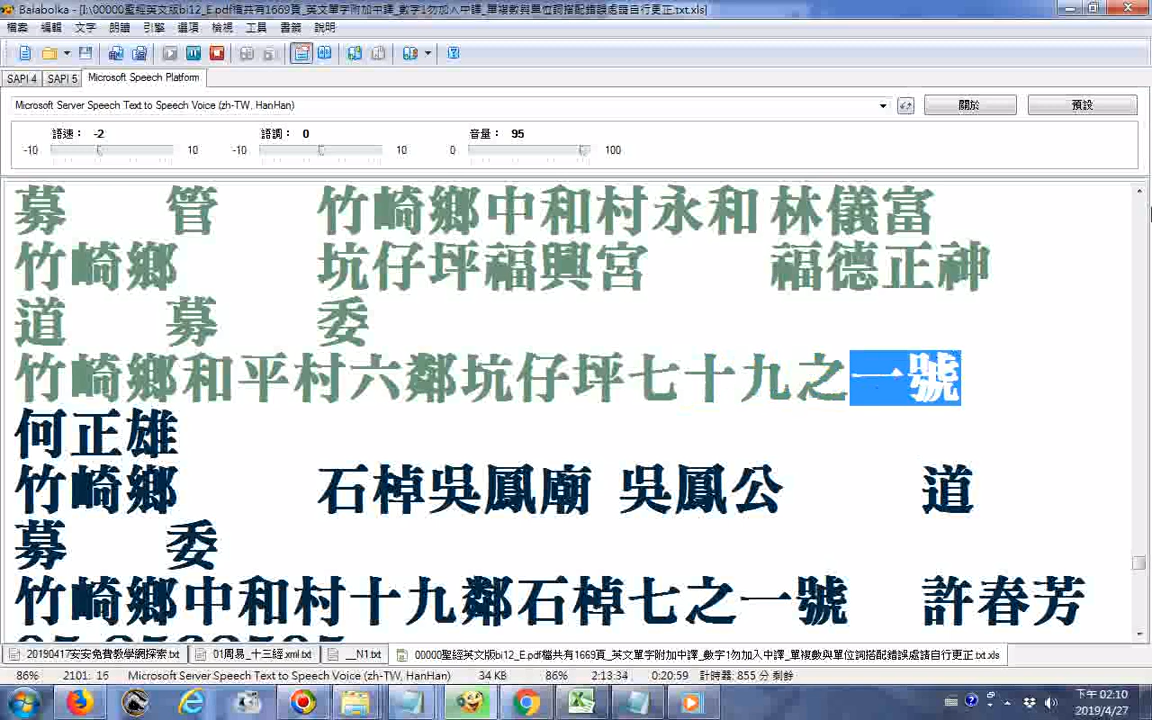 Balabolka - [I:\00000聖經英文版bi12_E.pdf檔共有1669頁_英文單字附加中譯_數字1勿加入中譯_單複數與單位詞搭配錯誤處請自行更正.txt.xls]
檔案 編輯 文字 朗讀 引擎 選項 檢視 工具 書籤 說明
SAPI 4 SAPI 5 Microsoft Speech Platform
Microsoft Server Speech Text to Speech Voice (zh-TW, HanHan) 關於 預設
語速： -2 語調： 0 音量： 95
-10 10 -10 10 0 100
募 管 竹崎鄉中和村永和 林儀富
竹崎鄉 坑仔坪福興宮 福德正神
道 募 委
竹崎鄉和平村六鄰坑仔坪七十九之一號
何正雄
竹崎鄉 石棹吳鳳廟 吳鳳公 道
募 委
竹崎鄉中和村十九鄰石棹七之一號 許春芳
20190417安安免費教學網探索.txt 01周易_十三經.xml.txt __N1.txt 00000聖經英文版bi12_E.pdf檔共有1669頁_英文單字附加中譯_數字1勿加入中譯_單複數與單位詞搭配錯誤處請自行更正.txt.xls
86% 2101: 16 Microsoft Server Speech Text to Speech Voice (zh-TW, HanHan) 34 KB 86% 2:13:34 0:20:59 計時器: 855 分 剩餘
下午 02:10
2019/4/27